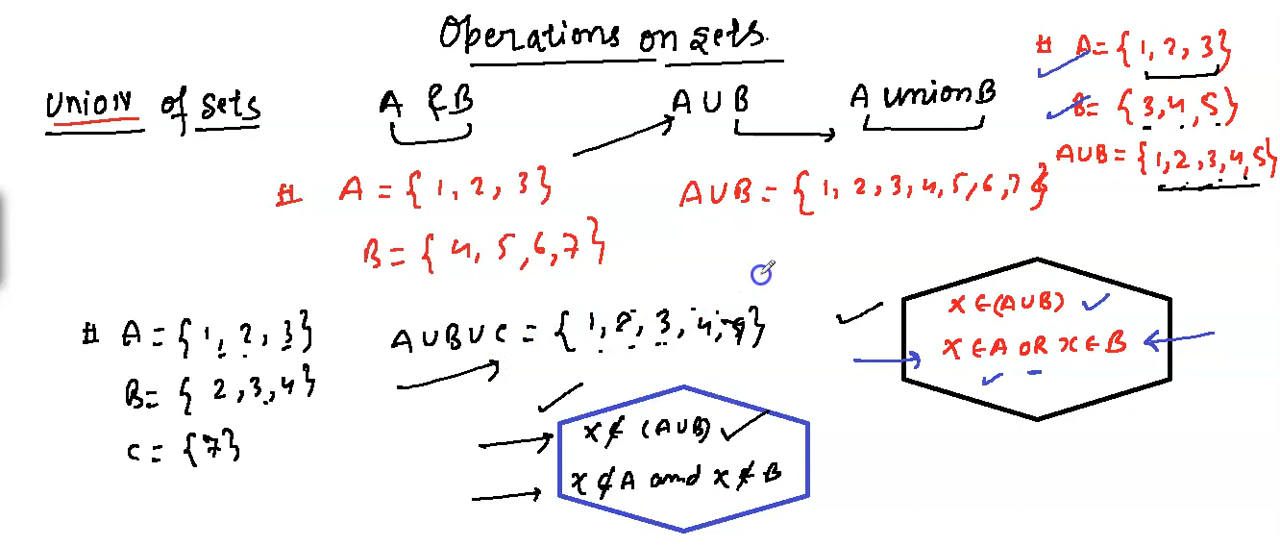 Operations on sets.
Union of sets
A & B
A ∪ B
A union B
# A = {1, 2, 3}
B = {3, 4, 5}
A∪B = {1, 2, 3, 4, 5}
# A = {1, 2, 3}
B = {4, 5, 6, 7}
A∪B = {1, 2, 3, 4, 5, 6, 7}
# A = {1, 2, 3}
B = {2, 3, 4}
C = {7}
A∪B∪C = {1, 2, 3, 4, 7}
x ∈ (A∪B)
x ∈ A OR x ∈ B
x ∉ (A∪B)
x ∉ A and x ∉ B